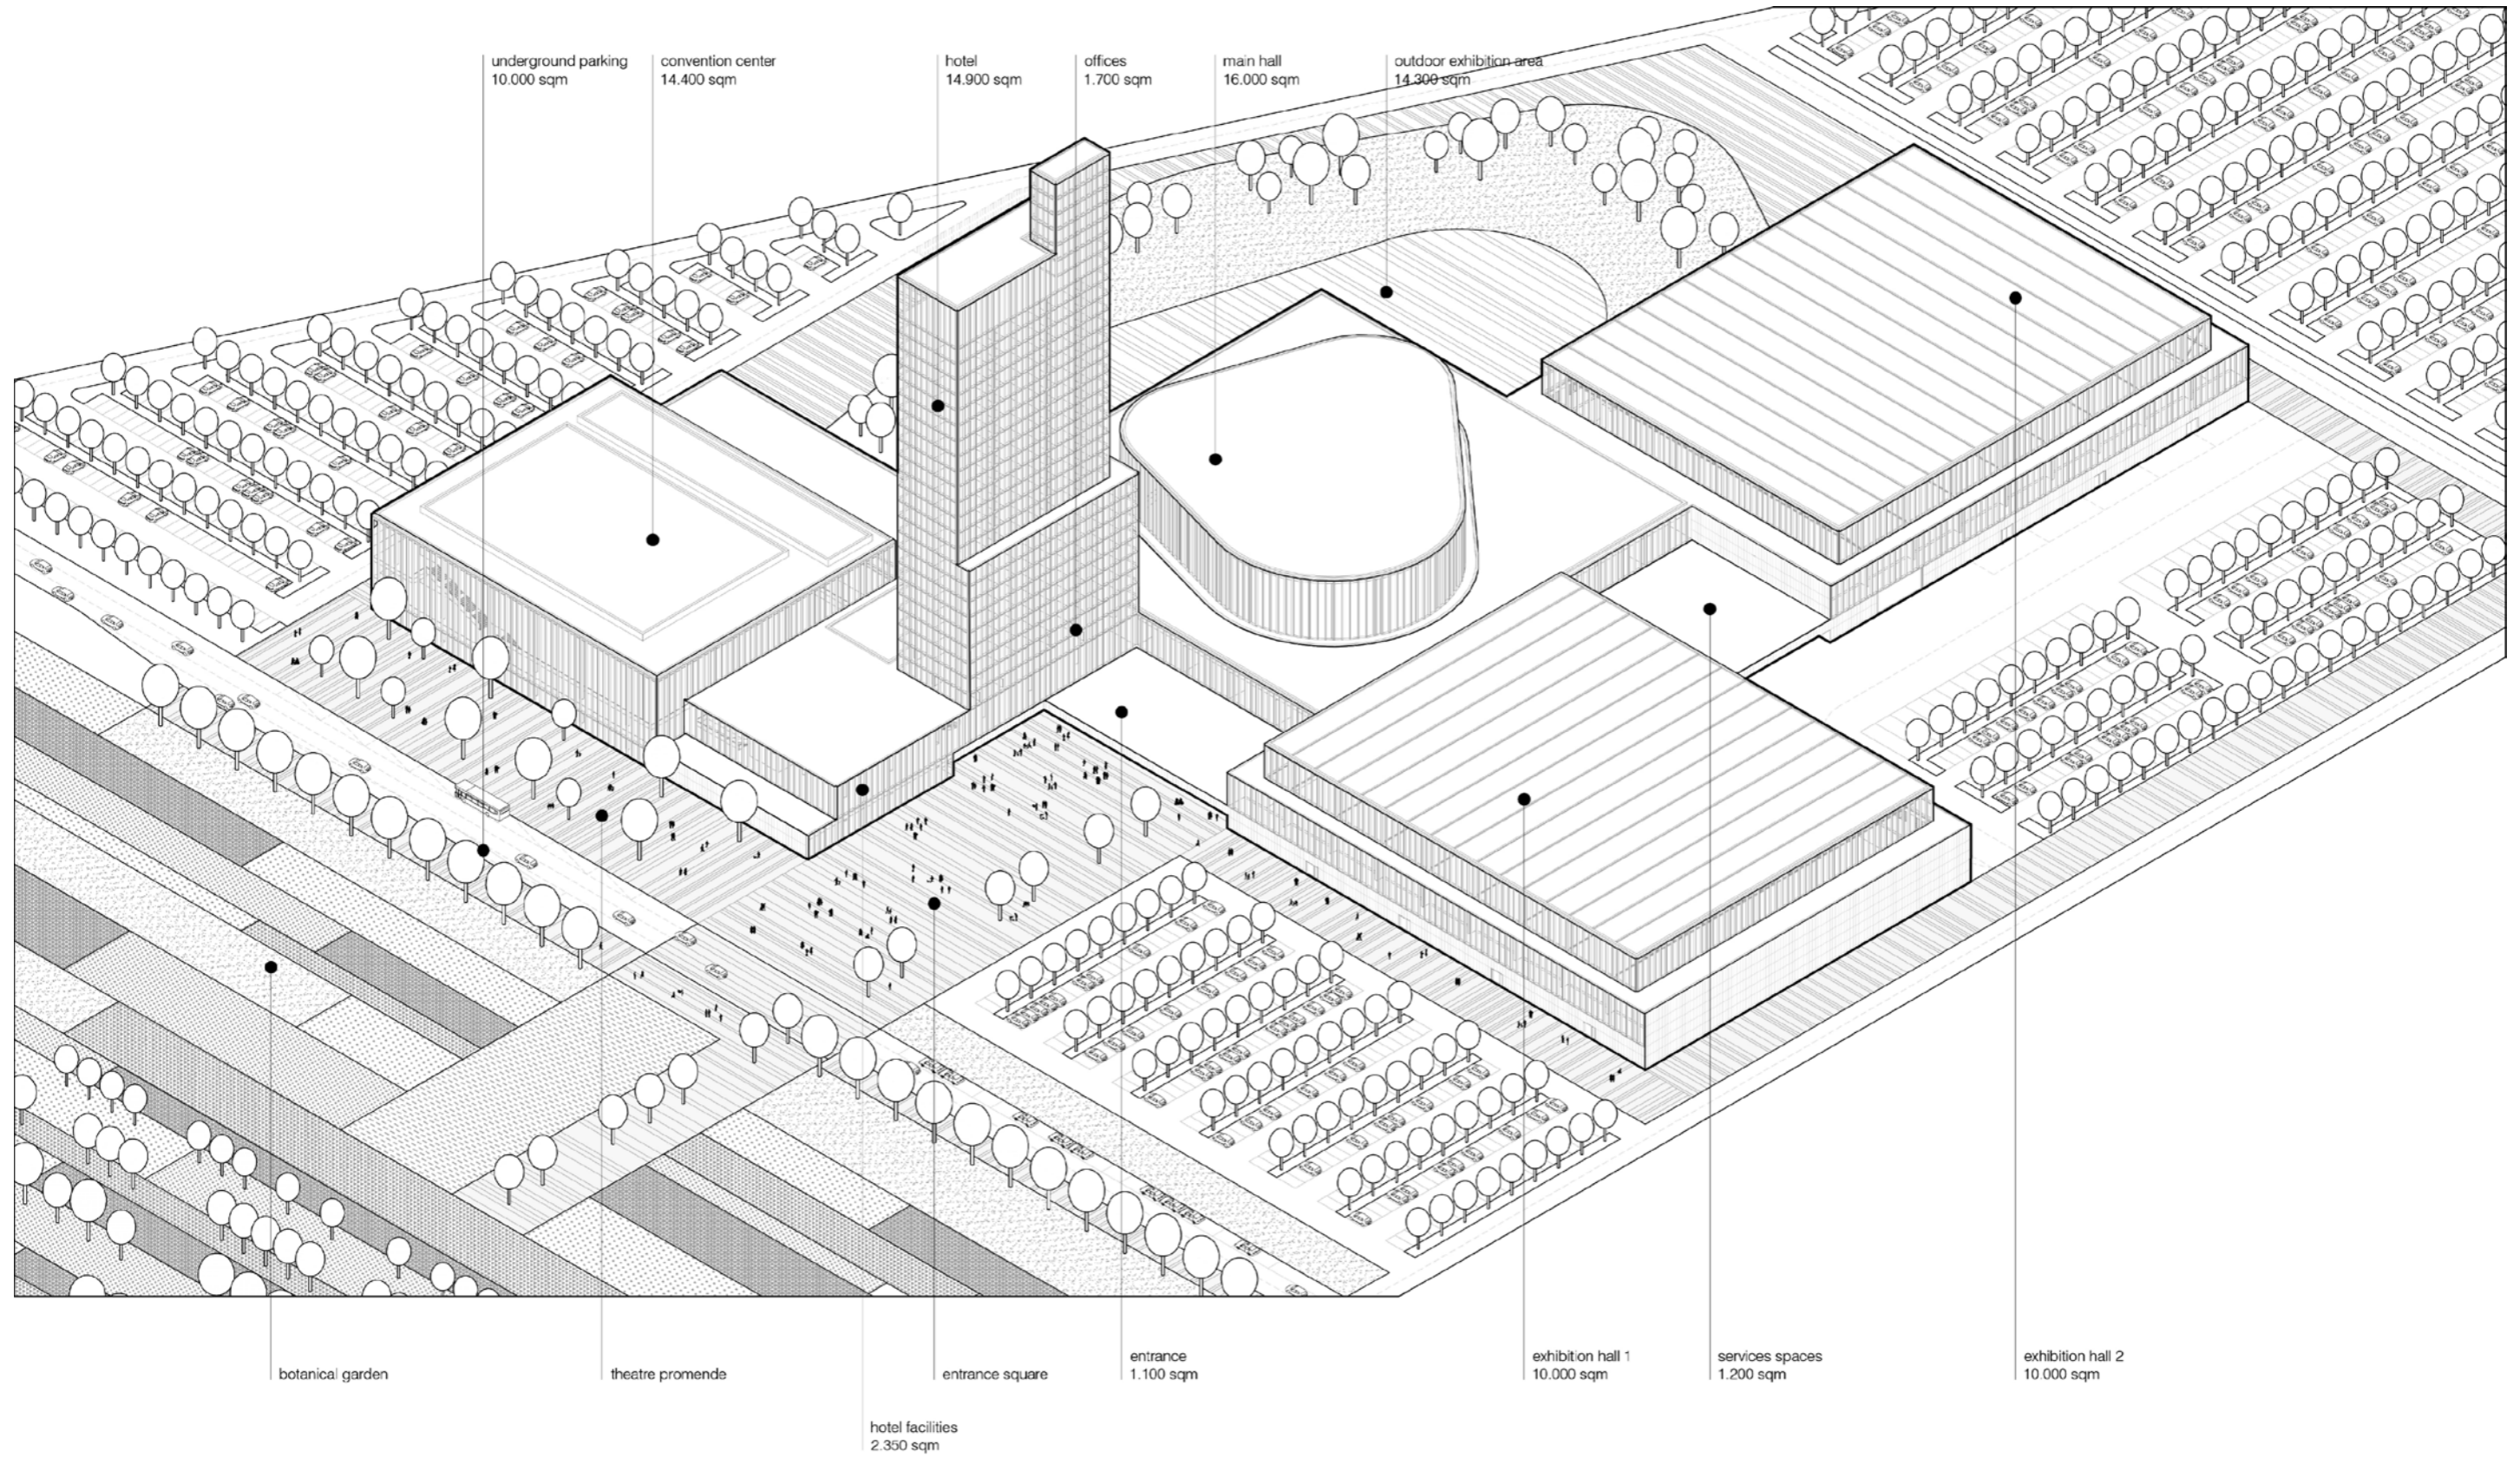 underground parking
10.000 sqm
convention center
14.400 sqm
hotel
14.900 sqm
offices
1.700 sqm
main hall
16.000 sqm
outdoor exhibition area
14.300 sqm
botanical garden
theatre promende
entrance square
entrance
1.100 sqm
exhibition hall 1
10.000 sqm
services spaces
1.200 sqm
exhibition hall 2
10.000 sqm
hotel facilities
2.350 sqm